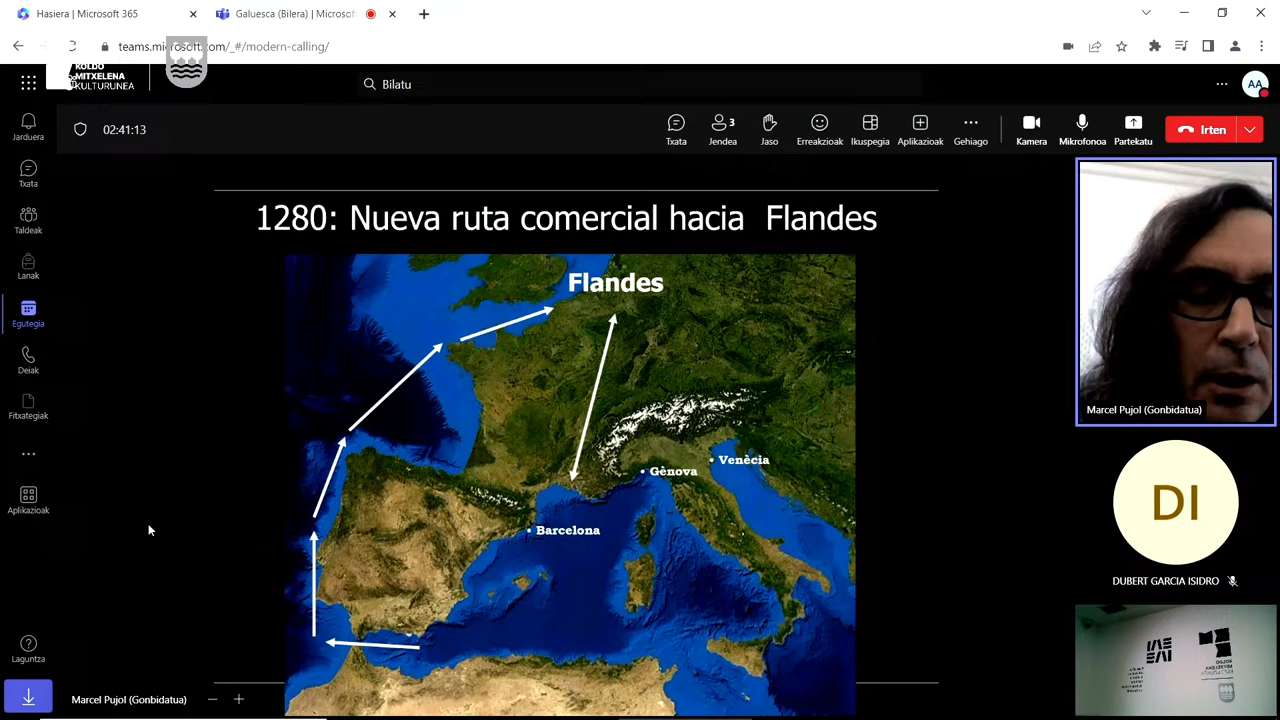 Hasiera | Microsoft 365
Galuesca (Bilera) | Microsoft
teams.microsoft.com/_#/modern-calling/
KOLDO
MITXELENA
KULTURUNEA
Bilatu
AA
02:41:13
Txata
3
Jendea
Jaso
Erreakzioak
Ikuspegia
Aplikazioak
Gehiago
Kamera
Mikrofonoa
Partekatu
Irten
Jarduera
Txata
Taldeak
Lanak
Egutegia
Deiak
Fitxategiak
Aplikazioak
Laguntza
1280: Nueva ruta comercial hacia Flandes
Flandes
Venècia
Gènova
Barcelona
Marcel Pujol (Gonbidatua)
DI
DUBERT GARCIA ISIDRO
Marcel Pujol (Gonbidatua)